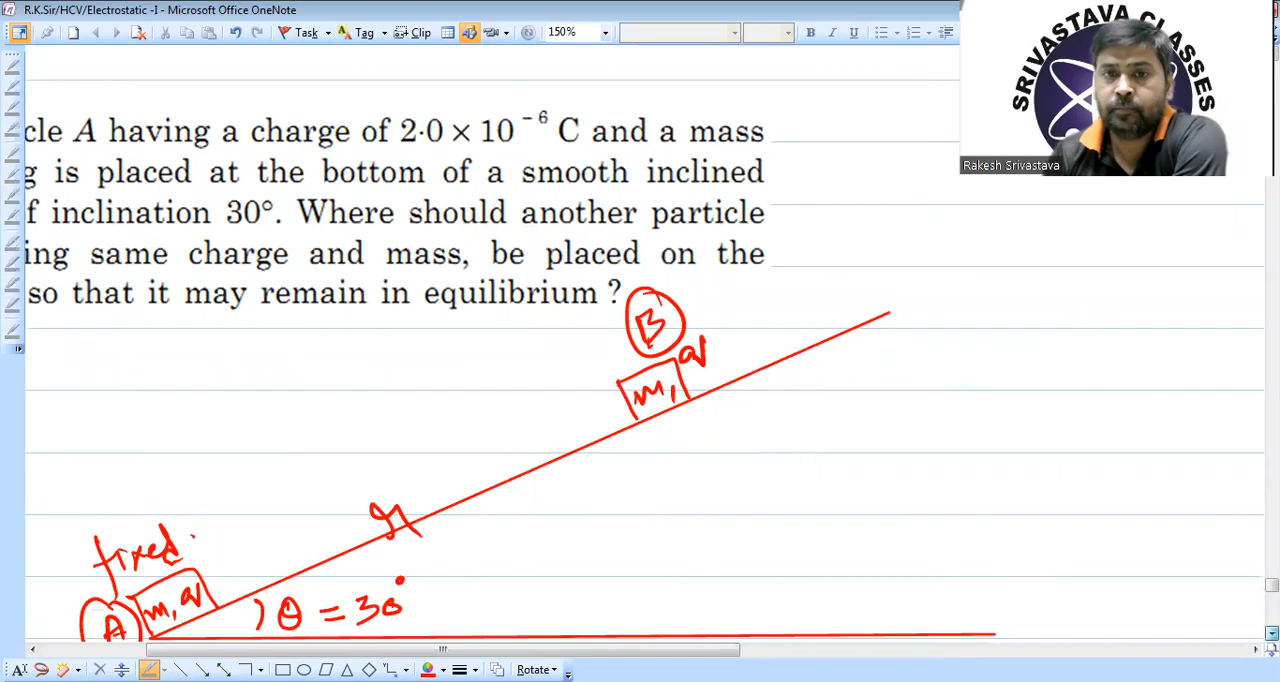 R.K.Sir/HCV/Electrostatic -I - Microsoft Office OneNote
Task Tag Clip 150% B I U
SRIVASTAVA CLASSES
Rakesh Srivastava
cle A having a charge of 2·0 × 10⁻⁶ C and a mass
g is placed at the bottom of a smooth inclined
f inclination 30°. Where should another particle
ing same charge and mass, be placed on the
so that it may remain in equilibrium ?
B
m, q
r
fixed
m, q
A
θ = 30°
Rotate